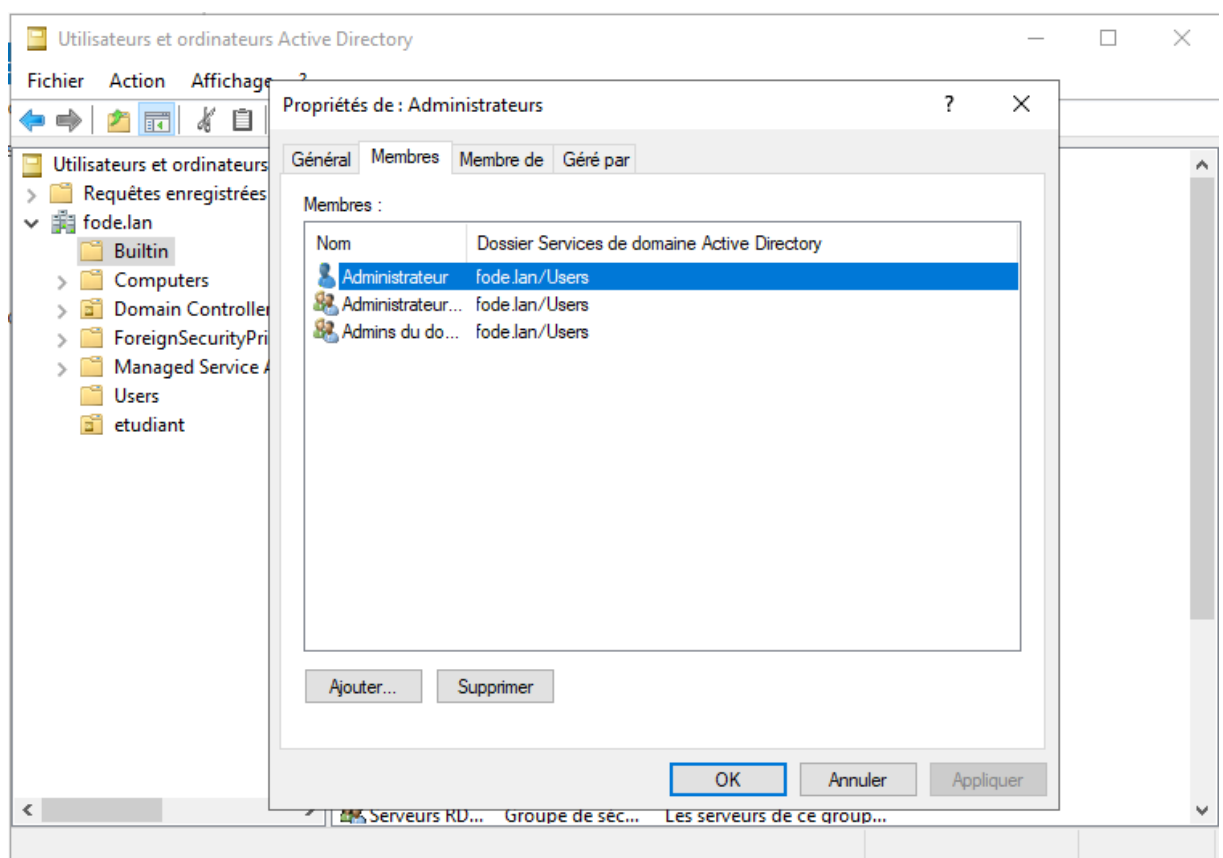 Utilisateurs et ordinateurs Active Directory
Fichier Action Affichage ?
Propriétés de : Administrateurs ?
Général Membres Membre de Géré par
Utilisateurs et ordinateurs
Requêtes enregistrées
fode.lan
Builtin
Computers
Domain Controller
ForeignSecurityPri
Managed Service A
Users
etudiant
Membres :
Nom Dossier Services de domaine Active Directory
Administrateur fode.lan/Users
Administrateur... fode.lan/Users
Admins du do... fode.lan/Users
Ajouter... Supprimer
OK Annuler Appliquer
Serveurs RD... Groupe de séc... Les serveurs de ce group...